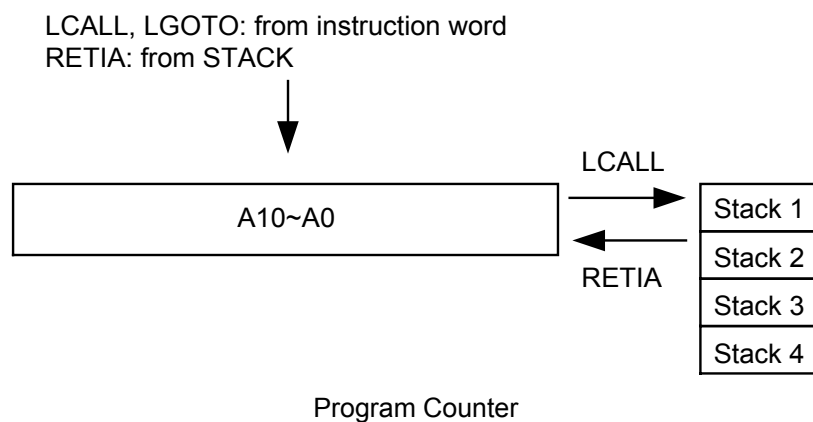 LCALL, LGOTO: from instruction word
RETIA: from STACK
LCALL
A10~A0
Stack 1
Stack 2
RETIA
Stack 3
Stack 4
Program Counter